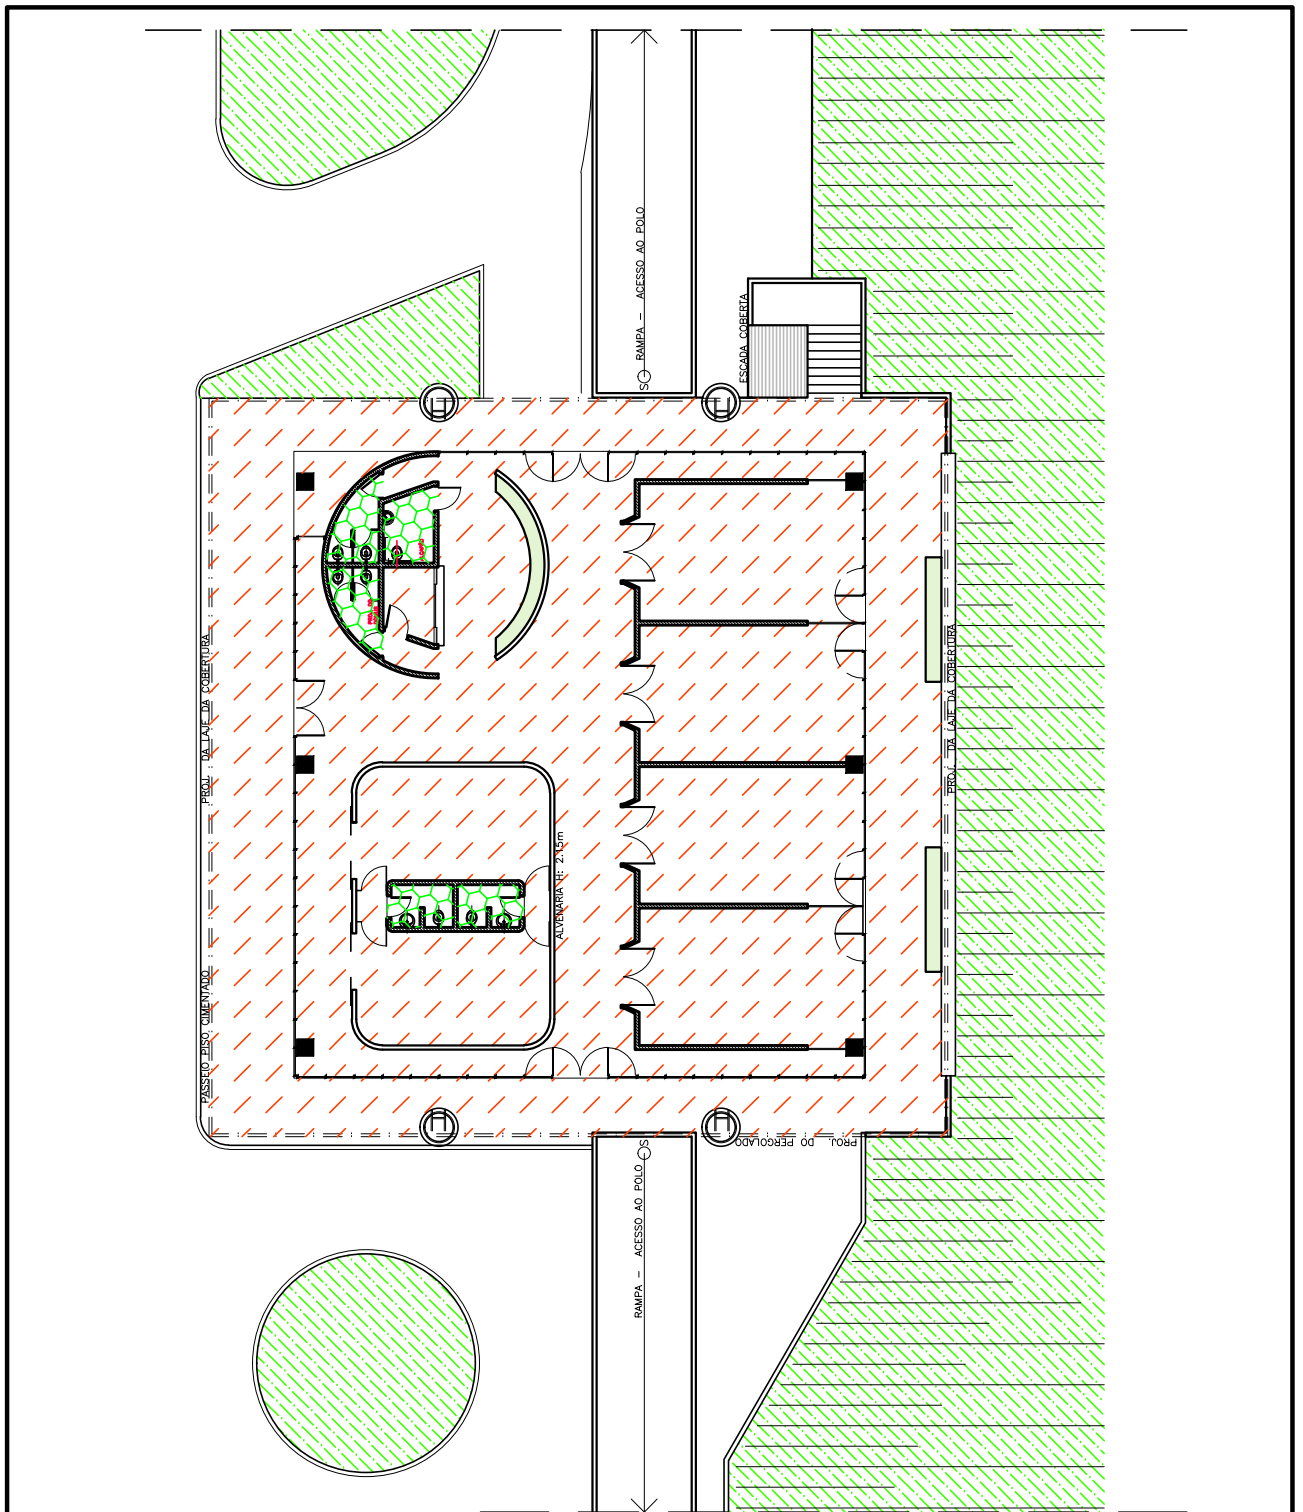 RAMPA – ACESSO AO POLO
S
ESCADA COBERTA
PROJ. DA LAJE DA COBERTURA
PROJ. DA LAJE DA COBERTURA
ALVENARIA H: 2.15m
PASSEIO PISO CIMENTADO
PROJ. DO PERGOLADO
S
RAMPA – ACESSO AO POLO